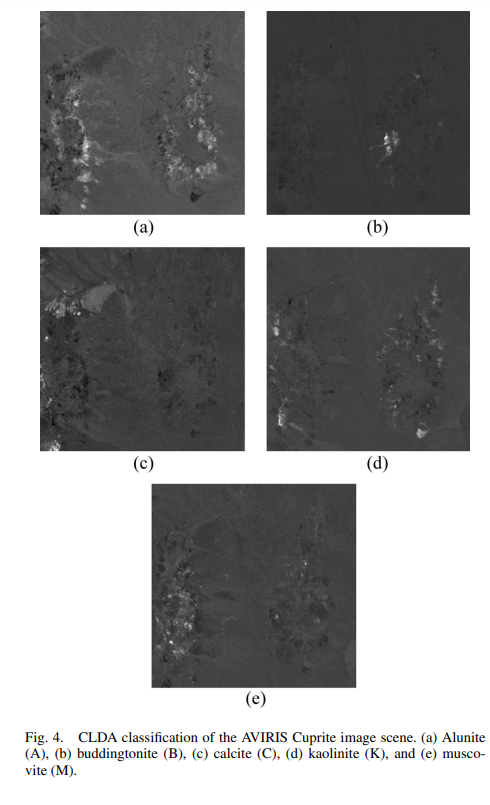 (a)
(b)
(c)
(d)
(e)
Fig. 4. CLDA classification of the AVIRIS Cuprite image scene. (a) Alunite
(A), (b) buddingtonite (B), (c) calcite (C), (d) kaolinite (K), and (e) musco-
vite (M).